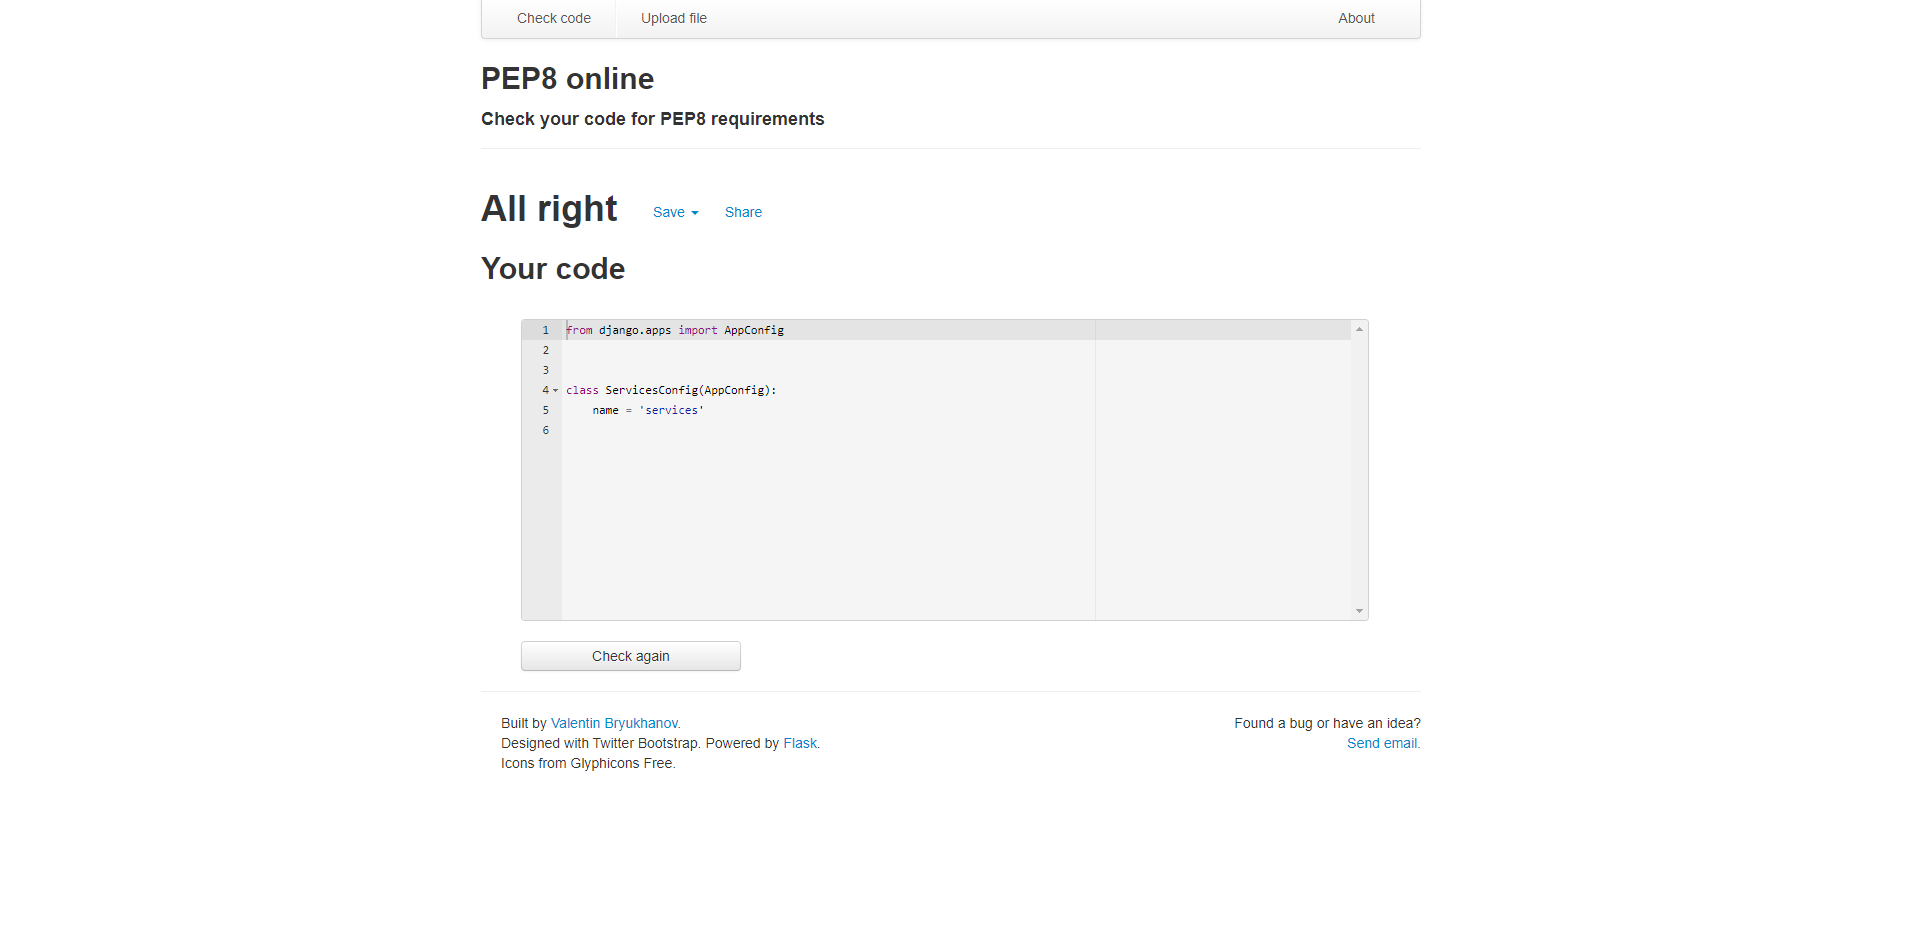 Check code Upload file About
PEP8 online
Check your code for PEP8 requirements
All right Save Share
Your code
1 from django.apps import AppConfig
2
3
4 class ServicesConfig(AppConfig):
5     name = 'services'
6
Check again
Built by Valentin Bryukhanov. Found a bug or have an idea?
Designed with Twitter Bootstrap. Powered by Flask. Send email.
Icons from Glyphicons Free.